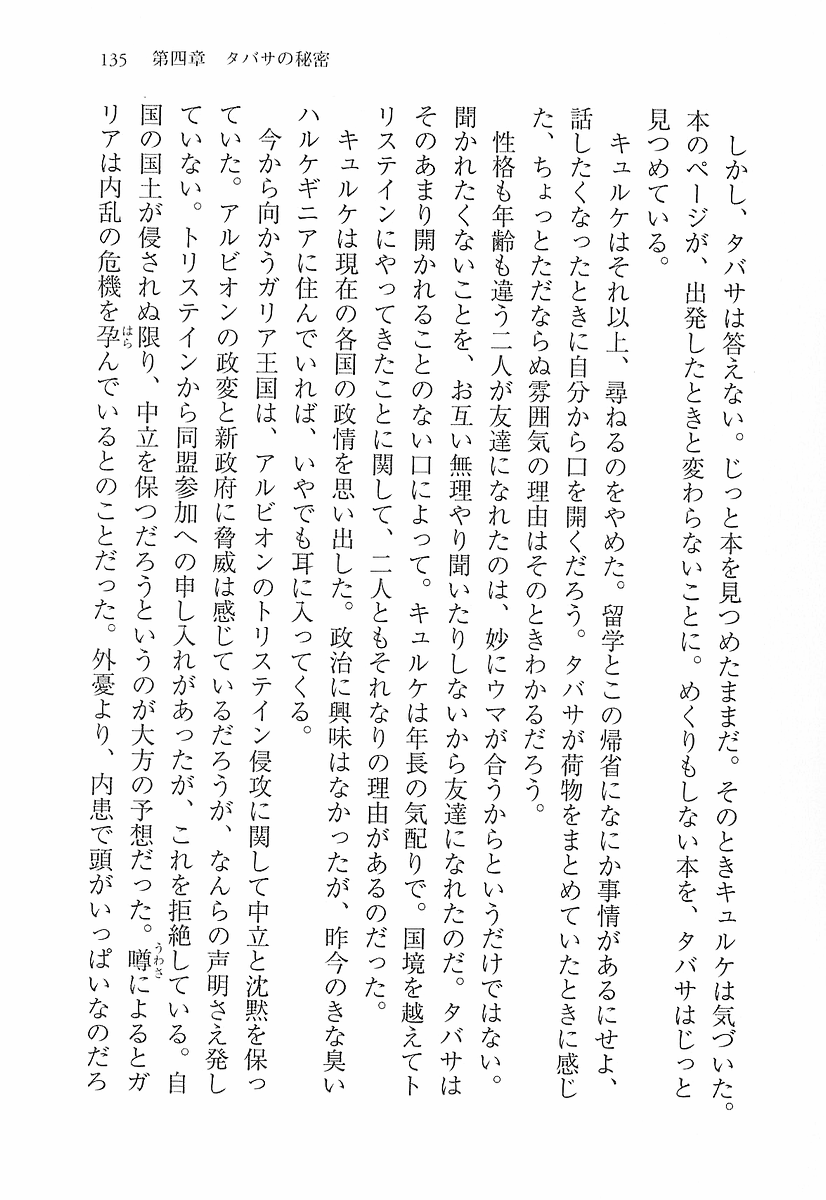 135　第四章　タバサの秘密
しかし、タバサは答えない。じっと本を見つめたままだ。そのときキュルケは気づいた。
本のページが、出発したときと変わらないことに。めくりもしない本を、タバサはじっと
見つめている。
キュルケはそれ以上、尋ねるのをやめた。留学とこの帰省になにか事情があるにせよ、
話したくなったときに自分から口を開くだろう。タバサが荷物をまとめていたときに感じ
た、ちょっとただならぬ雰囲気の理由はそのときわかるだろう。
性格も年齢も違う二人が友達になれたのは、妙にウマが合うからというだけではない。
聞かれたくないことを、お互い無理やり聞いたりしないから友達になれたのだ。タバサは
そのあまり開かれることのない口によって。キュルケは年長の気配りで。国境を越えてト
リステインにやってきたことに関して、二人ともそれなりの理由があるのだった。
キュルケは現在の各国の政情を思い出した。政治に興味はなかったが、昨今のきな臭い
ハルケギニアに住んでいれば、いやでも耳に入ってくる。
今から向かうガリア王国は、アルビオンのトリステイン侵攻に関して中立と沈黙を保っ
ていた。アルビオンの政変と新政府に脅威は感じているだろうが、なんらの声明さえ発し
ていない。トリステインから同盟参加への申し入れがあったが、これを拒絶している。自
国の国土が侵されぬ限り、中立を保つだろうというのが大方の予想だった。噂によるとガ
リアは内乱の危機を孕んでいるとのことだった。外憂より、内患で頭がいっぱいなのだろ
うわさ
はら